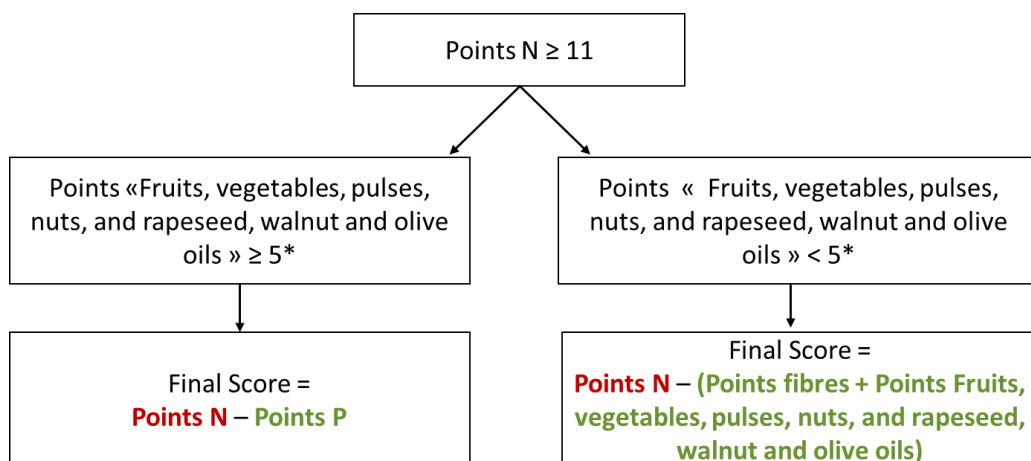 Points N ≥ 11
Points «Fruits, vegetables, pulses,
nuts, and rapeseed, walnut and olive
oils » ≥ 5*
Points « Fruits, vegetables, pulses,
nuts, and rapeseed, walnut and olive
oils » < 5*
Final Score =
Points N – Points P
Final Score =
Points N – (Points fibres + Points Fruits,
vegetables, pulses, nuts, and rapeseed,
walnut and olive oils)